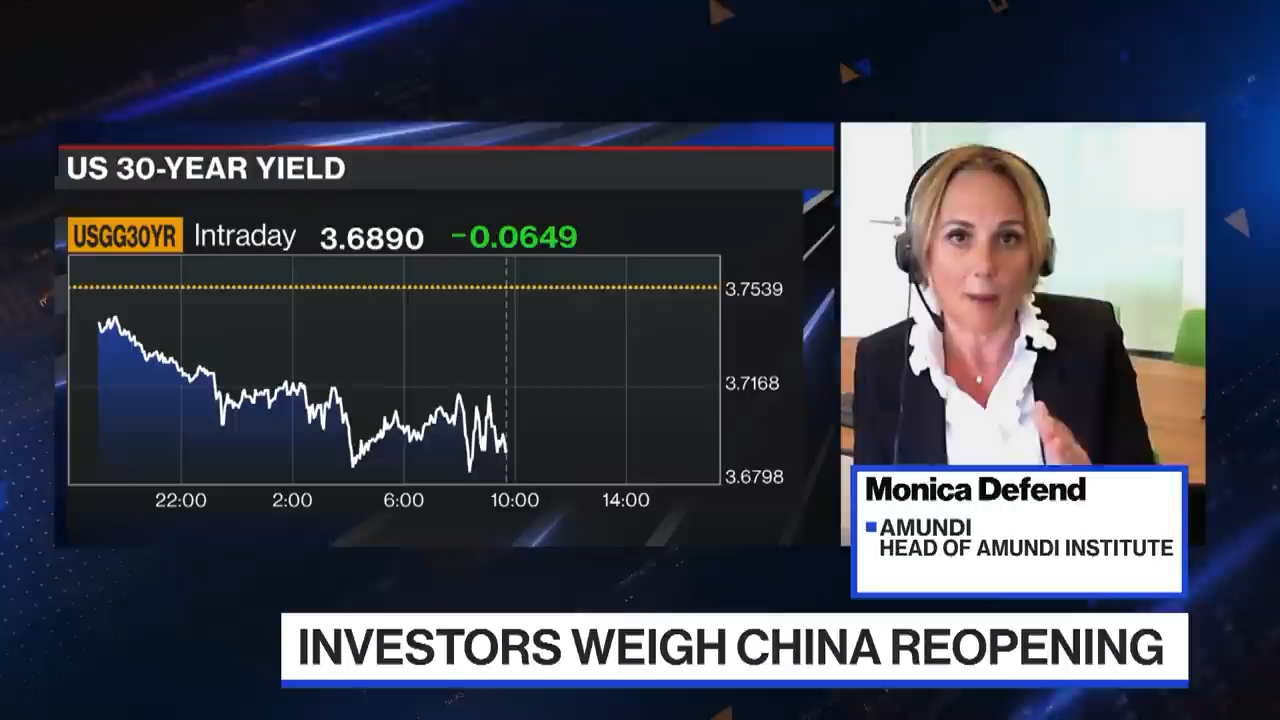 US 30-YEAR YIELD
USGG30YR Intraday 3.6890 -0.0649
3.7539
3.7168
3.6798
22:00 2:00 6:00 10:00 14:00
Monica Defend
AMUNDI
HEAD OF AMUNDI INSTITUTE
INVESTORS WEIGH CHINA REOPENING